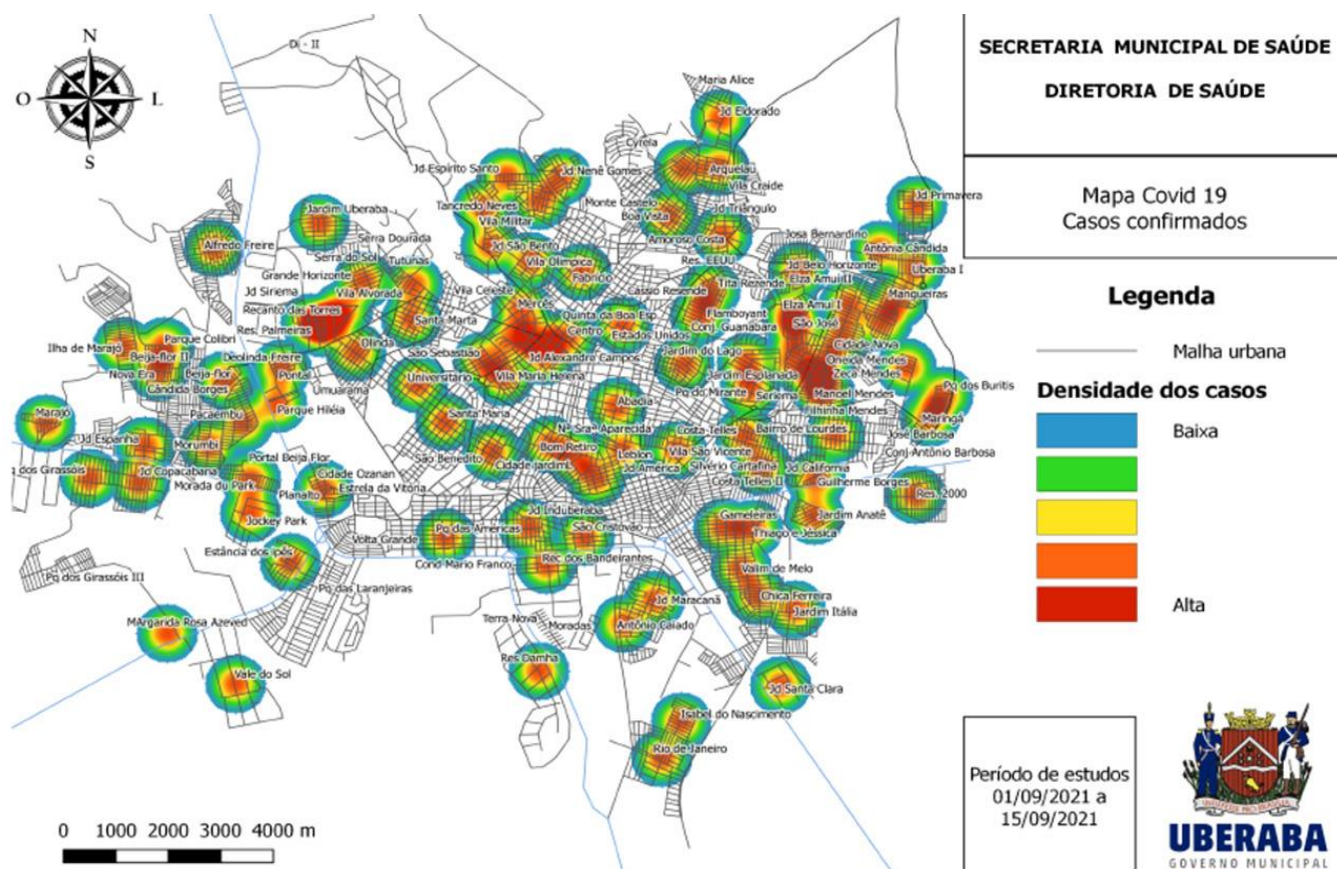 N
O
L
S
SECRETARIA MUNICIPAL DE SAÚDE
DIRETORIA DE SAÚDE
Mapa Covid 19
Casos confirmados
Legenda
Malha urbana
Densidade dos casos
Baixa
Alta
Período de estudos
01/09/2021 a
15/09/2021
UBERABA
GOVERNO MUNICIPAL
0 1000 2000 3000 4000 m
Di - II
Maria Alice
Jd Eldorado
Cyrela
Jd Espírito Santo
Jd Nenê Gomes
Arquelau
Vila Craide
Jd Primavera
Tancredo Neves
Monte Castelo
Boa Vista
Jd Triângulo
Jardim Uberaba
Vila Militar
Alfredo Freire
Serra Dourada
Jd São Bento
Amoroso Costa
Josa Bernardino
Antônia Cândida
Serra do Sol
Tutunas
Vila Olimpica
Res. EEUU
Jd Belo Horizonte
Uberaba I
Grande Horizonte
Fabrício
Elza Amui II
Jd Siriema
Vila Alvorada
Vila Celeste
Cassio Resende
Tita Rezende
Mangueiras
Recanto das Torres
Mercês
Elza Amui I
Res. Palmeiras
Santa Marta
Quinta da Boa Esp.
Flamboyant
São José
Centro
Estados Unidos
Conj. Guanabara
Parque Colibri
Olinda
Cidade Nova
Ilha de Marajó
Beija-flor II
Deolinda Freire
São Sebastião
Jd Alexandre Campos
Jardim do Lago
Oneida Mendes
Nova Era
Beija-flor
Pontal
Umuarama
Universitário
Vila Maria Helena
Jardim Esplanada
Zeca Mendes
Cândida Borges
Pq do Mirante
Seriema
Manoel Mendes
Pq dos Buritis
Marajó
Pacaembu
Parque Hiléia
Santa Maria
Abadia
Filhinha Mendes
Maringá
Jd Espanha
Morumbi
Nª Sraª Aparecida
Costa Telles
Bairro de Lourdes
José Barbosa
Portal Beija Flor
São Benedito
Bom Retiro
Leblon
Vila São Vicente
Conj Antônio Barbosa
Jd Copacabana
Cidade Ozanan
Cidade Jardim
Jd América
Silvério Cartafina
Jd California
Morada du Park
Planalto
Estrela da Vitória
Costa Telles II
Guilherme Borges
Res. 2000
Jockey Park
Jd Induberaba
Gameleiras
Jardim Anatê
Volta Grande
Pq das Americas
São Cristovão
Thiago e Jéssica
Estância dos Ipês
Cond Mario Franco
Rec dos Bandeirantes
Valim de Melo
Pq dos Girassóis III
Pq das Laranjeiras
Chica Ferreira
Jd Maracanã
Jardim Itália
MArgarida Rosa Azeved
Terra Nova
Moradas
Antônio Caiado
Res Damha
Vale do Sol
Jd Santa Clara
Isabel do Nascimento
Rio de Janeiro